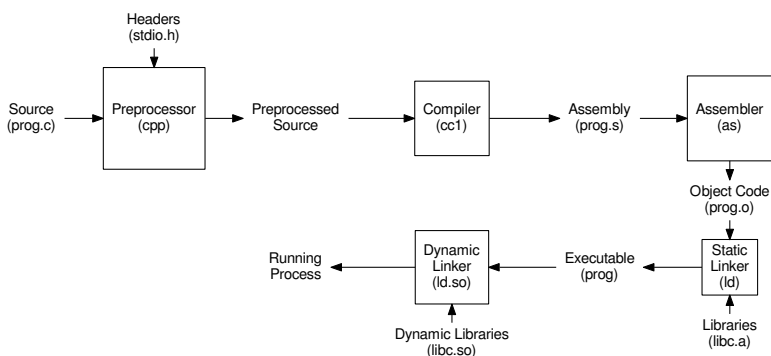 Headers
(stdio.h)
Source
(prog.c)
Preprocessor
(cpp)
Preprocessed
Source
Compiler
(cc1)
Assembly
(prog.s)
Assembler
(as)
Object Code
(prog.o)
Static
Linker
(ld)
Libraries
(libc.a)
Executable
(prog)
Dynamic
Linker
(ld.so)
Dynamic Libraries
(libc.so)
Running
Process